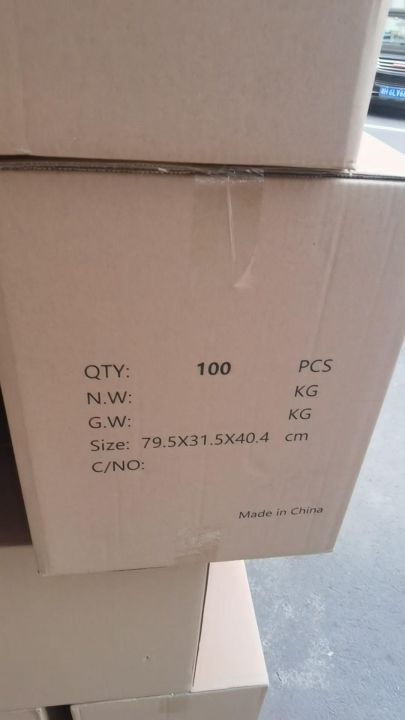 QTY: 100 PCS
N.W: KG
G.W: KG
Size: 79.5X31.5X40.4 cm
C/NO:
Made in China